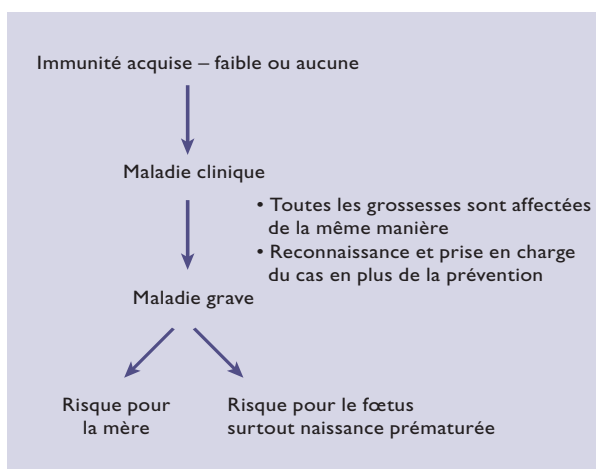 Immunité acquise – faible ou aucune
Maladie clinique
• Toutes les grossesses sont affectées
de la même manière
• Reconnaissance et prise en charge
du cas en plus de la prévention
Maladie grave
Risque pour
la mère
Risque pour le fœtus
surtout naissance prématurée